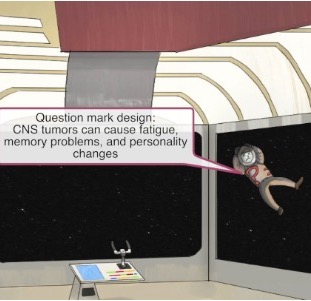 Question mark design:
CNS tumors can cause fatigue,
memory problems, and personality
changes